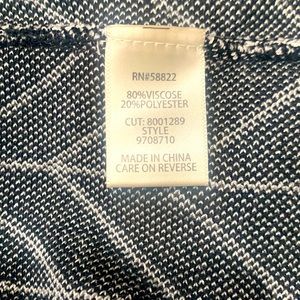 RN#58822
80%VISCOSE
20%POLYESTER
CUT: 8001289
STYLE
9708710
MADE IN CHINA
CARE ON REVERSE